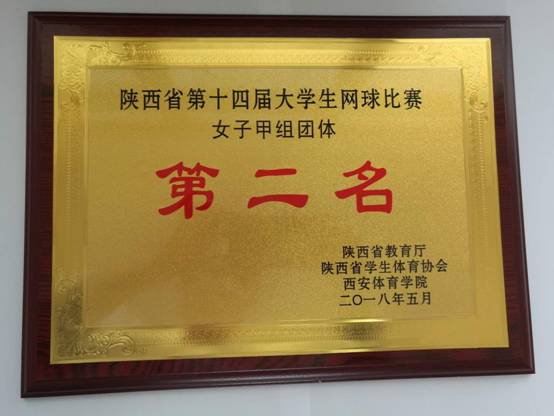 陕西省第十四届大学生网球比赛
女子甲组团体
第二名
陕西省教育厅
陕西省学生体育协会
西安体育学院
二〇一八年五月